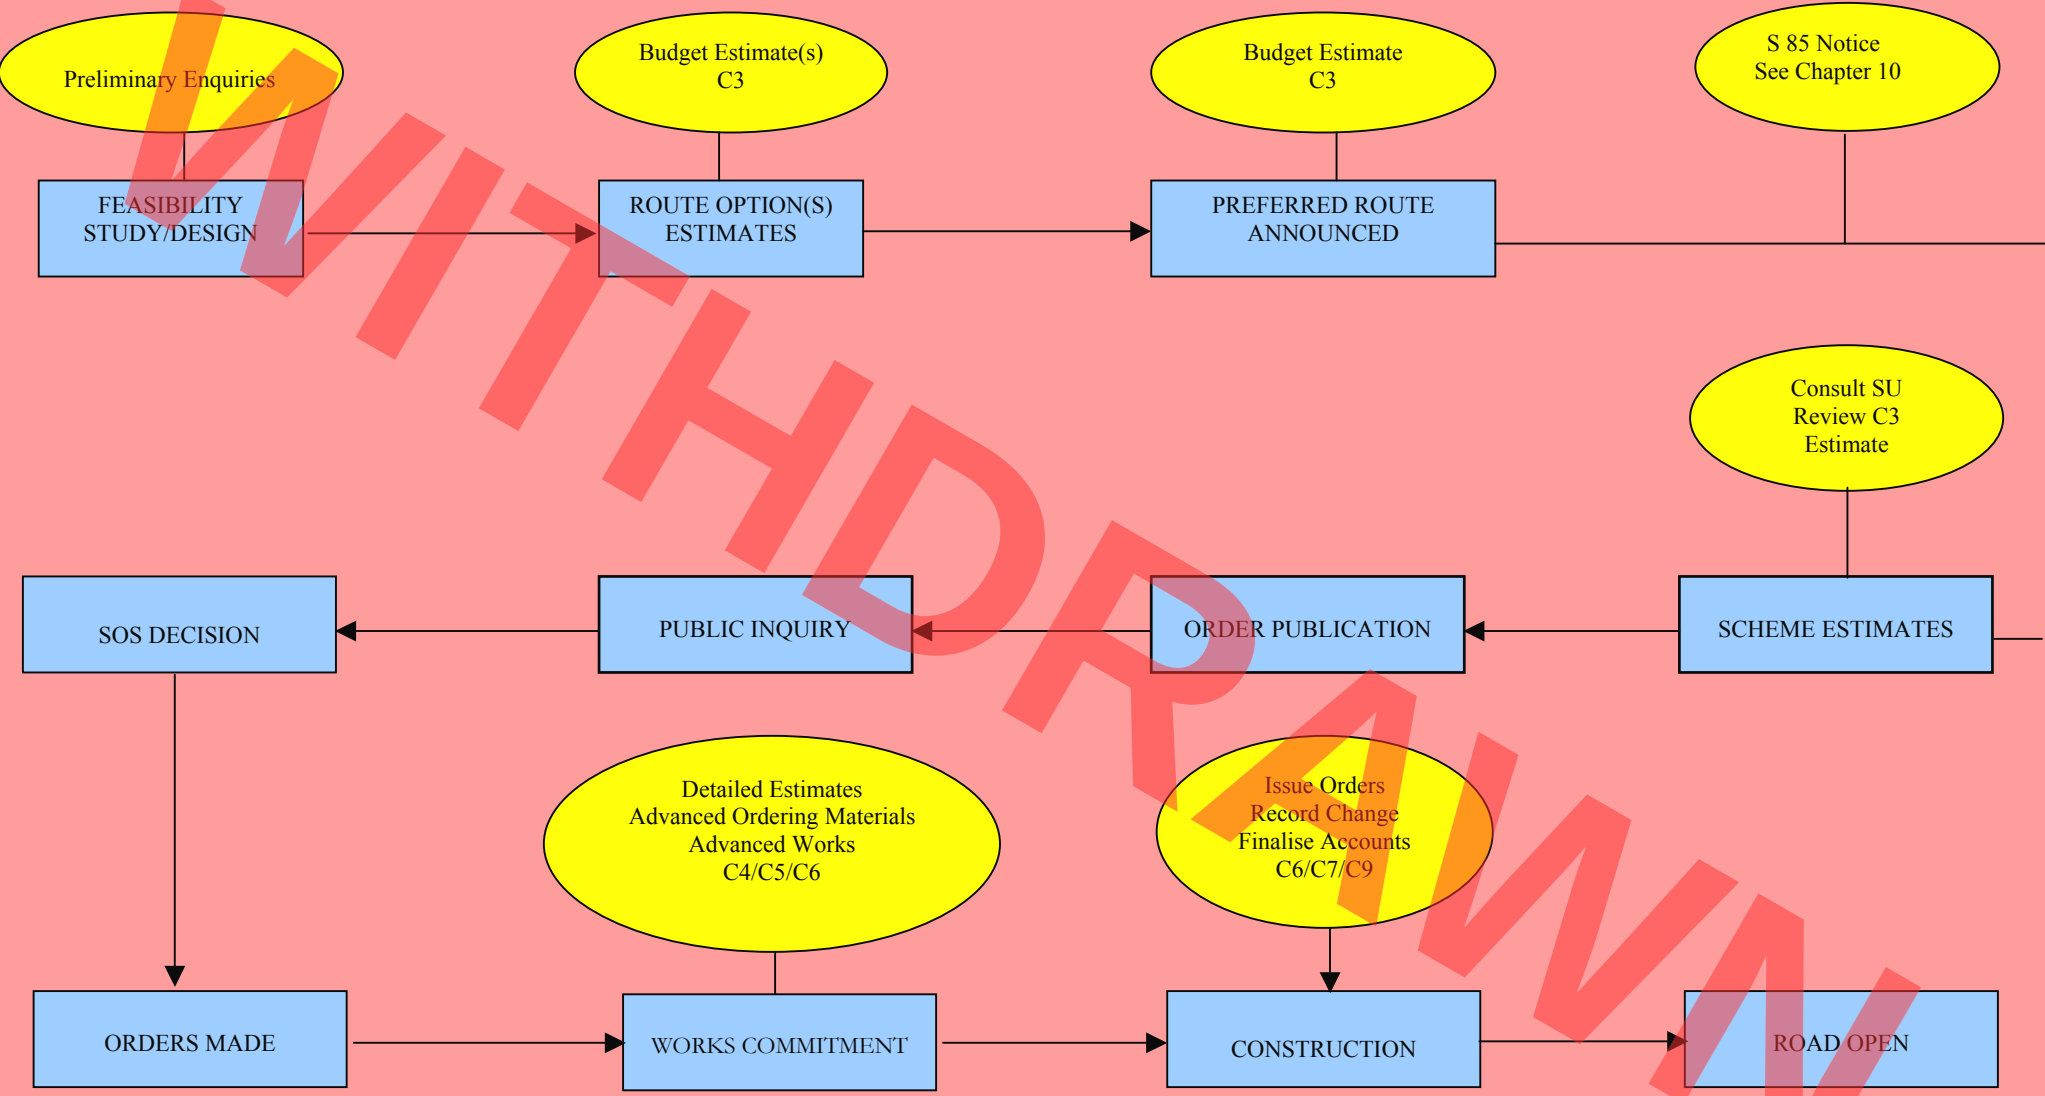 Preliminary Enquiries
Budget Estimate(s)
C3
Budget Estimate
C3
S 85 Notice
See Chapter 10
FEASIBILITY
STUDY/DESIGN
ROUTE OPTION(S)
ESTIMATES
PREFERRED ROUTE
ANNOUNCED
Consult SU
Review C3
Estimate
SOS DECISION
PUBLIC INQUIRY
ORDER PUBLICATION
SCHEME ESTIMATES
Detailed Estimates
Advanced Ordering Materials
Advanced Works
C4/C5/C6
Issue Orders
Record Change
Finalise Accounts
C6/C7/C9
ORDERS MADE
WORKS COMMITMENT
CONSTRUCTION
ROAD OPEN
WITHDRAWN